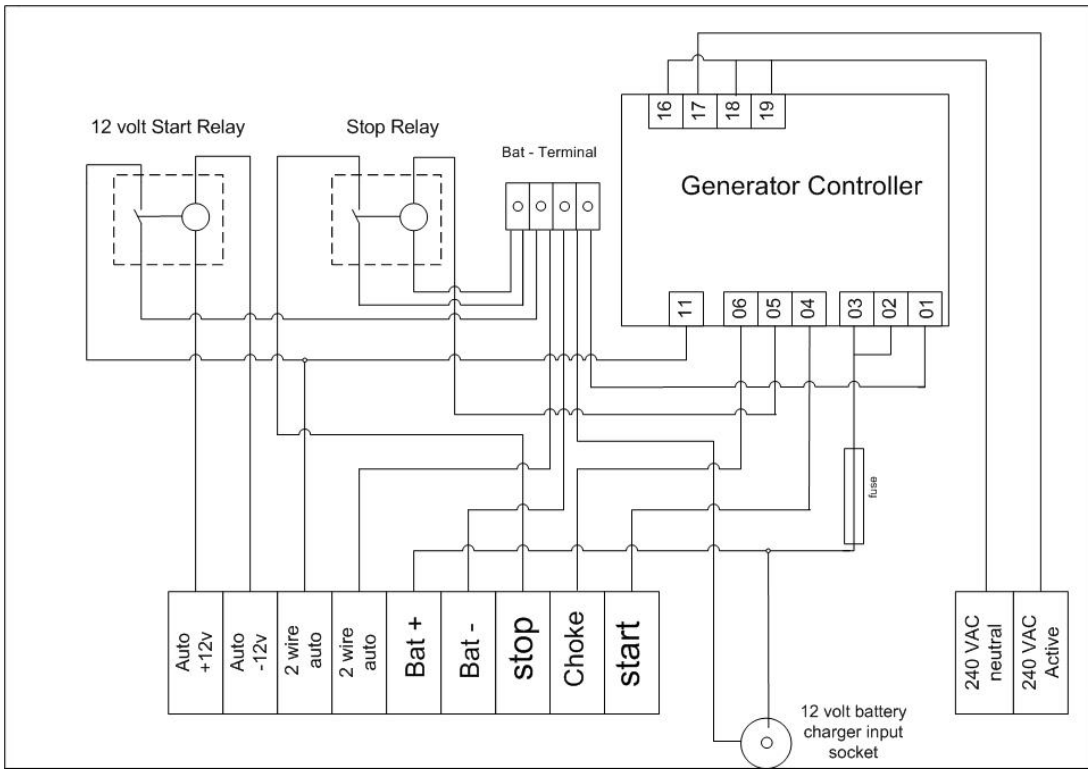 16
17
18
19
12 volt Start Relay
Stop Relay
Bat - Terminal
Generator Controller
11
06
05
04
03
02
01
fuse
Auto
+12v
Auto
-12v
2 wire
auto
2 wire
auto
Bat +
Bat -
stop
Choke
start
240 VAC
neutral
240 VAC
Active
12 volt battery
charger input
socket